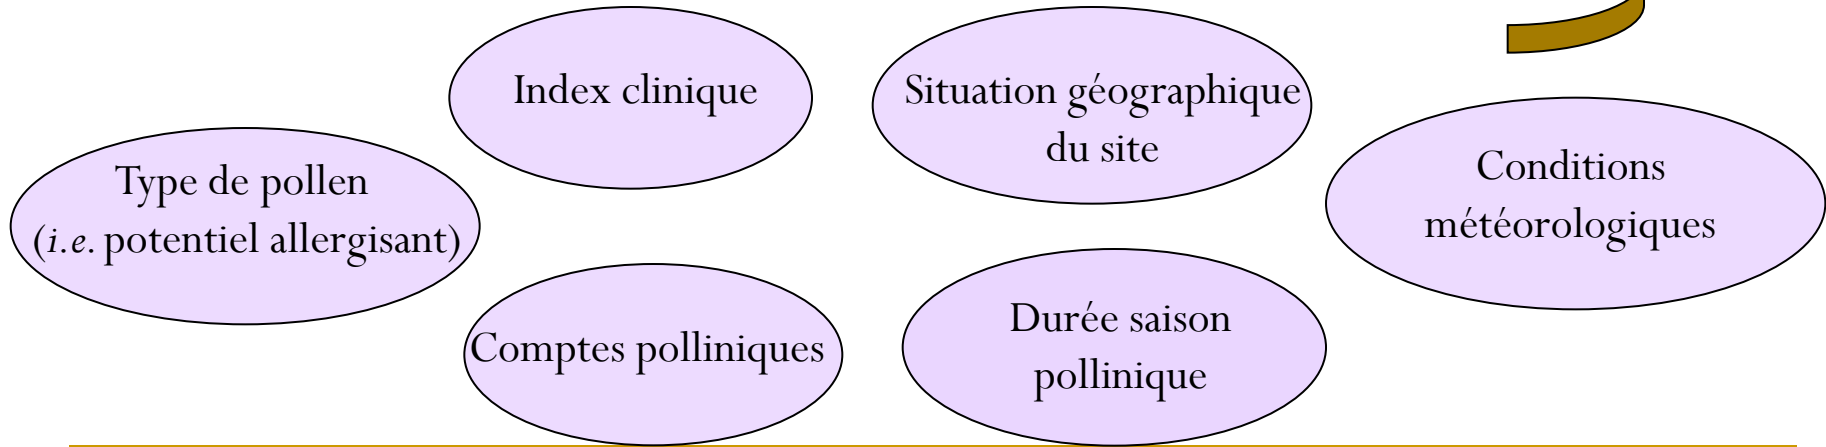 Index clinique
Situation géographique
du site
Type de pollen
(i.e. potentiel allergisant)
Conditions
météorologiques
Comptes polliniques
Durée saison
pollinique